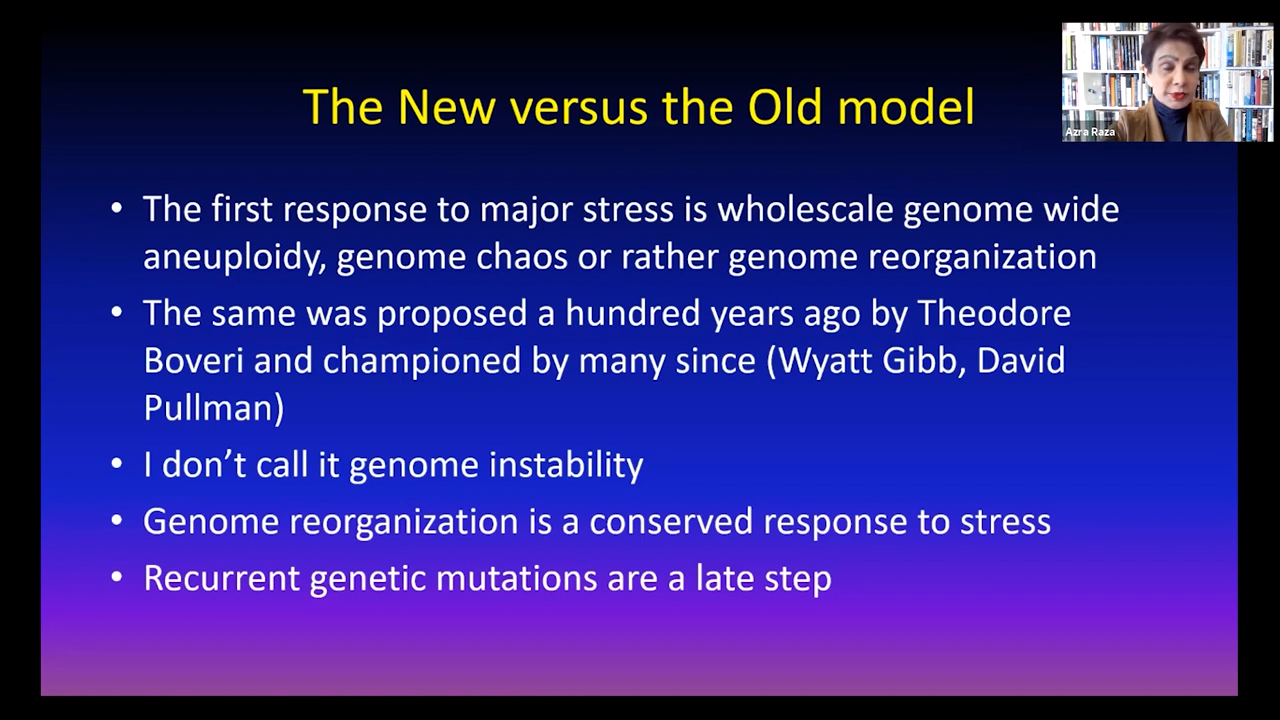 The New versus the Old model
Azra Raza
• The first response to major stress is wholescale genome wide
aneuploidy, genome chaos or rather genome reorganization
• The same was proposed a hundred years ago by Theodore
Boveri and championed by many since (Wyatt Gibb, David
Pullman)
• I don’t call it genome instability
• Genome reorganization is a conserved response to stress
• Recurrent genetic mutations are a late step